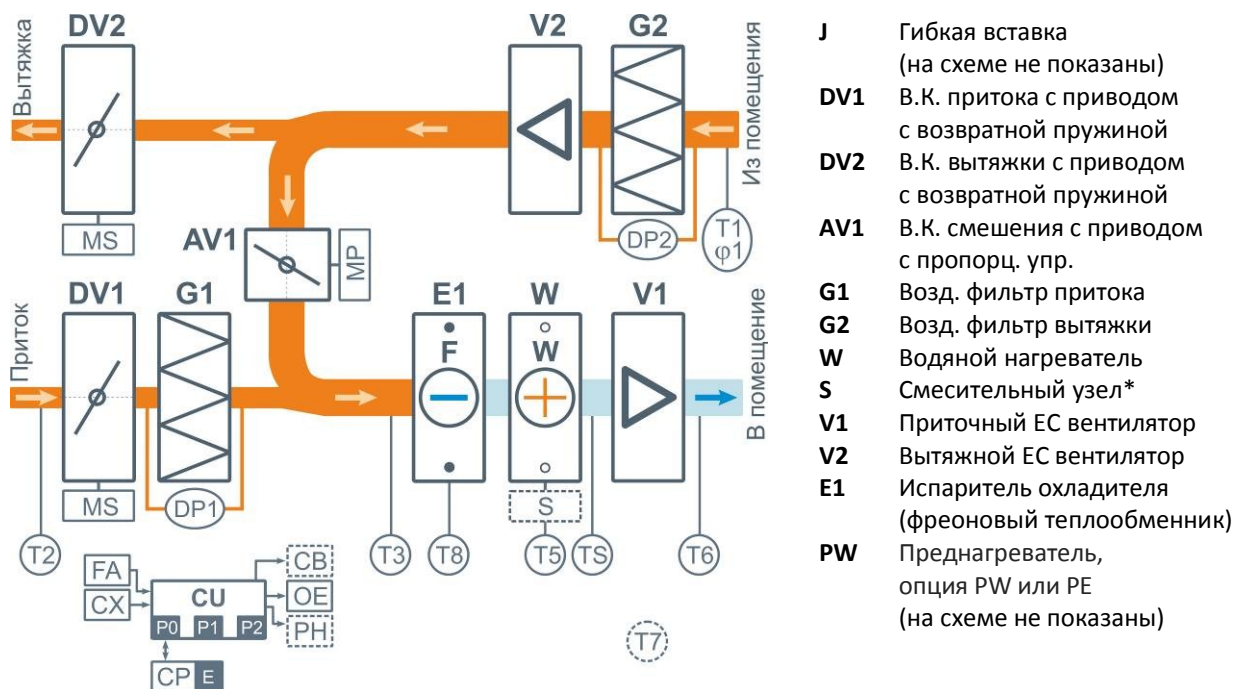 DV2
V2
G2
Вытяжка
Из помещения
MS
AV1
MP
DP2
T1
φ1
DV1
G1
E1
W
V1
Приток
F
W
В помещение
MS
DP1
S
T2
T3
T8
T5
TS
T6
FA
CB
CX
CU
OE
P0 P1 P2
PH
CP E
T7
J Гибкая вставка
(на схеме не показаны)
DV1 В.К. притока с приводом
с возвратной пружиной
DV2 В.К. вытяжки с приводом
с возвратной пружиной
AV1 В.К. смешения с приводом
с пропорц. упр.
G1 Возд. фильтр притока
G2 Возд. фильтр вытяжки
W Водяной нагреватель
S Смесительный узел*
V1 Приточный ЕС вентилятор
V2 Вытяжной ЕС вентилятор
E1 Испаритель охладителя
(фреоновый теплообменник)
PW Преднагреватель,
опция PW или PE
(на схеме не показаны)